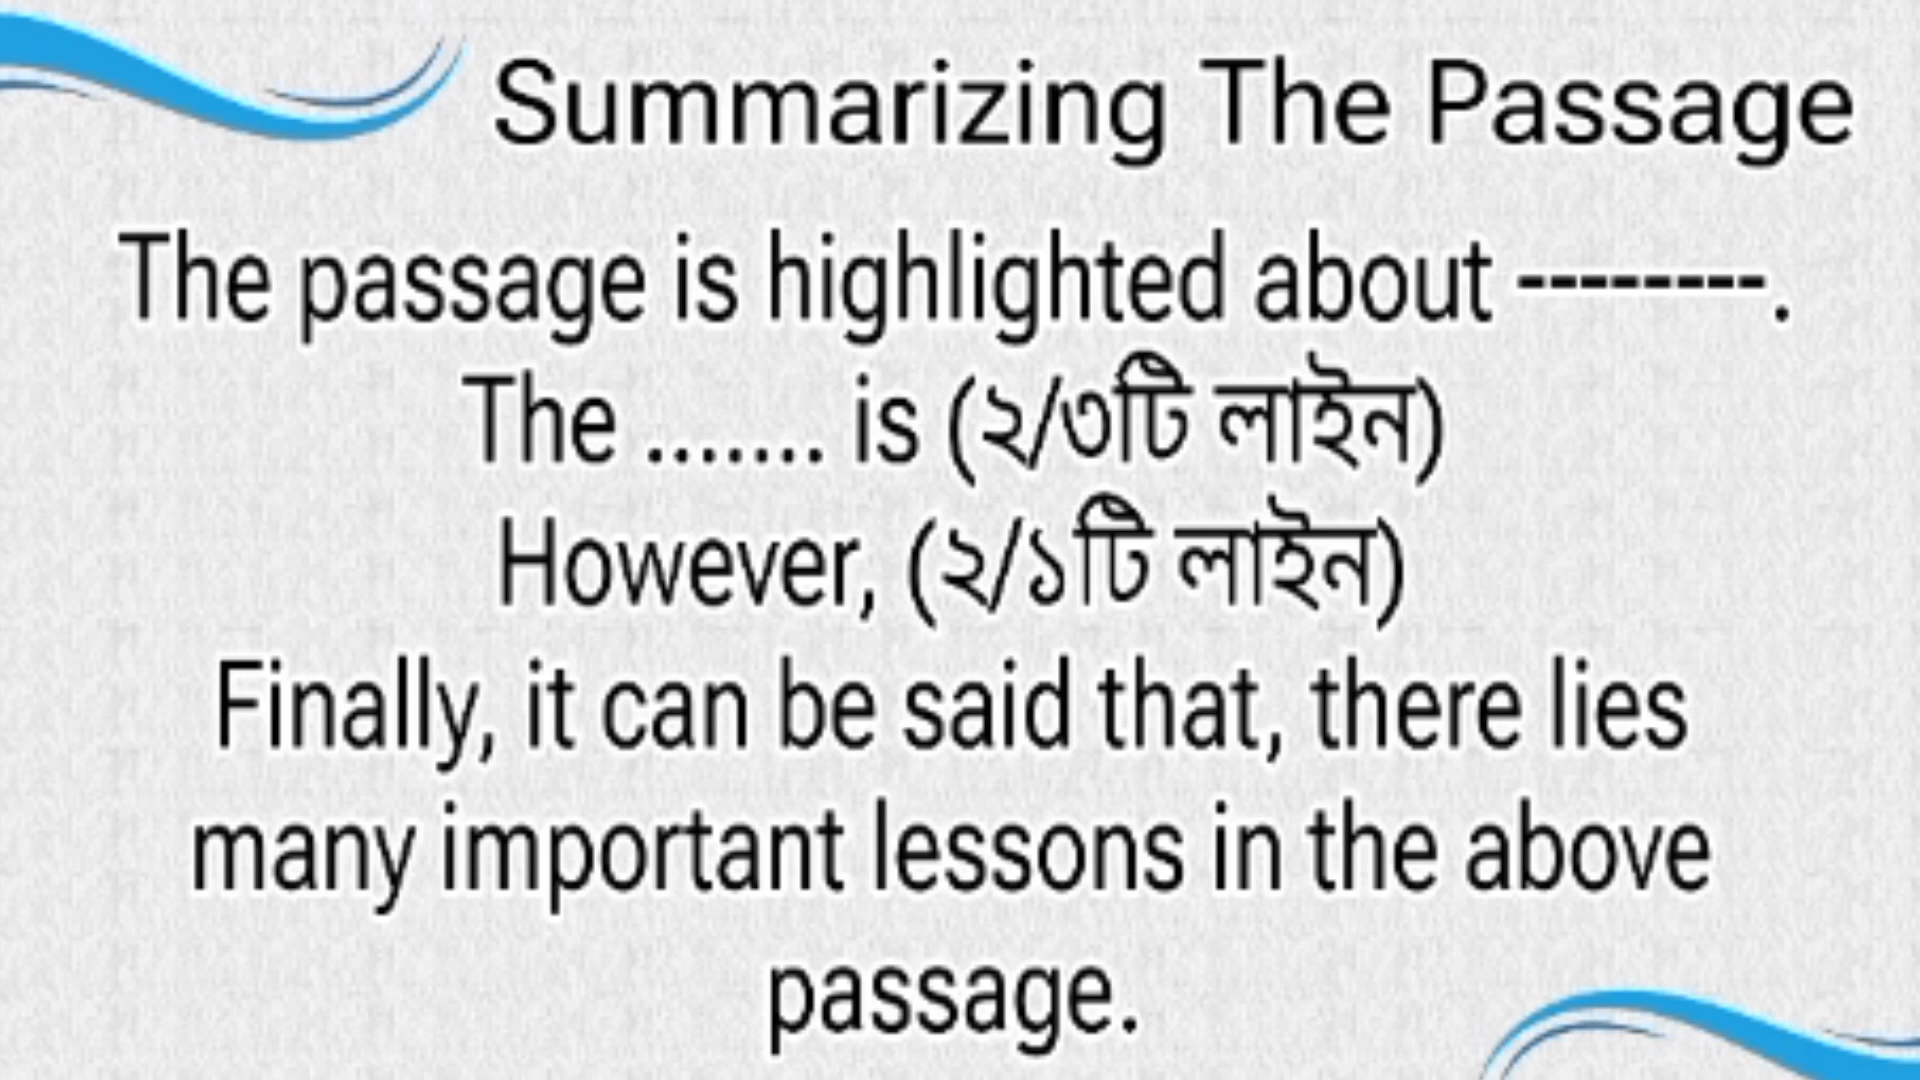 Summarizing The Passage
The passage is highlighted about --------.
The ....... is (২/৩টি লাইন)
However, (২/১টি লাইন)
Finally, it can be said that, there lies
many important lessons in the above
passage.